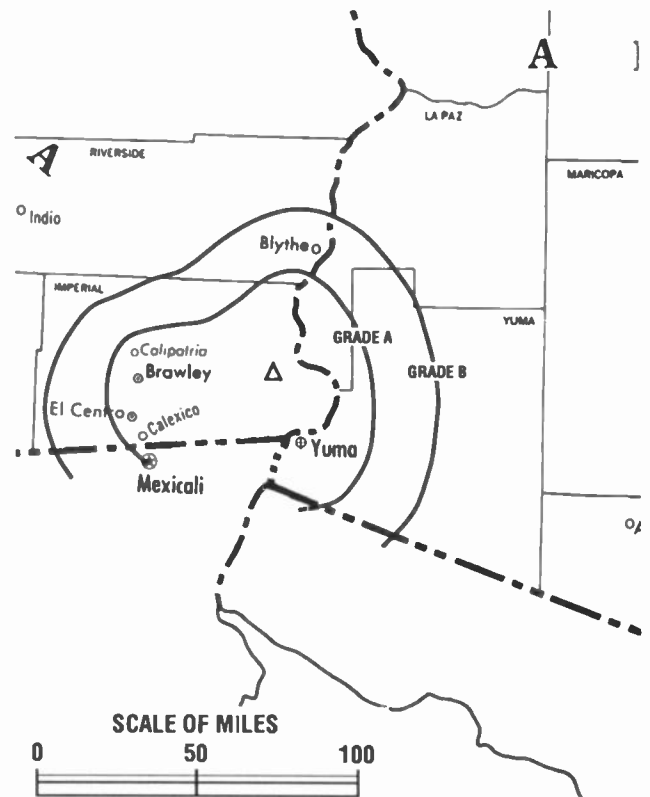 A
LA PAZ
A
RIVERSIDE
MARICOPA
Indio
Blythe
IMPERIAL
YUMA
GRADE A
Calipatria
GRADE B
Brawley
El Centro
Calexico
Yuma
Mexicali
SCALE OF MILES
0 50 100